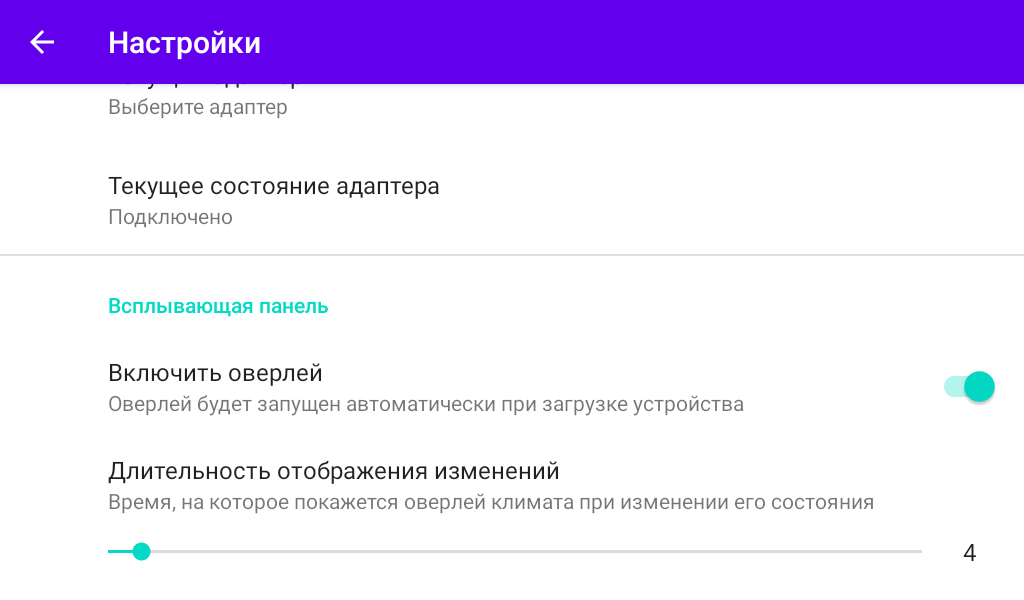 Настройки
Выберите адаптер
Текущее состояние адаптера
Подключено
Всплывающая панель
Включить оверлей
Оверлей будет запущен автоматически при загрузке устройства
Длительность отображения изменений
Время, на которое покажется оверлей климата при изменении его состояния
4